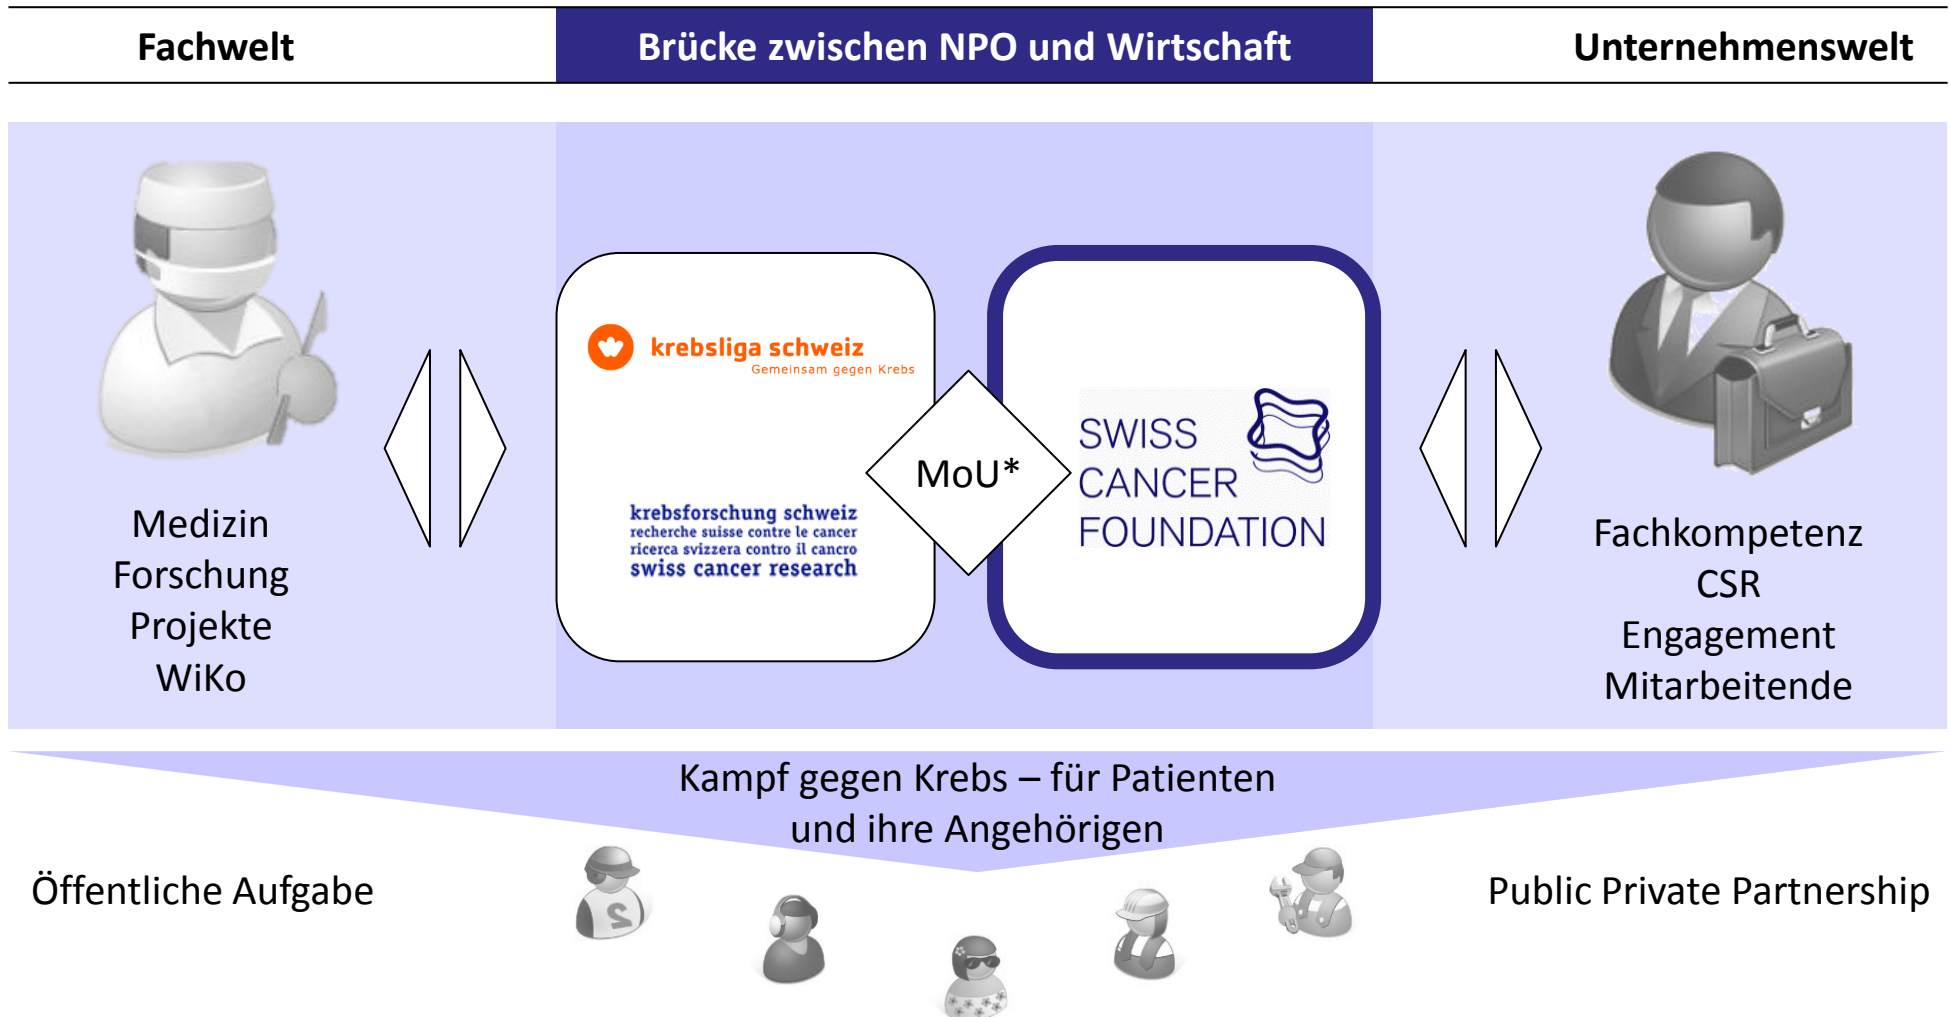 Fachwelt
Brücke zwischen NPO und Wirtschaft
Unternehmenswelt
krebsliga schweiz
Gemeinsam gegen Krebs
krebsforschung schweiz
recherche suisse contre le cancer
ricerca svizzera contro il cancro
swiss cancer research
MoU*
SWISS
CANCER
FOUNDATION
Medizin
Forschung
Projekte
WiKo
Fachkompetenz
CSR
Engagement
Mitarbeitende
Kampf gegen Krebs – für Patienten
und ihre Angehörigen
Öffentliche Aufgabe
2
Public Private Partnership